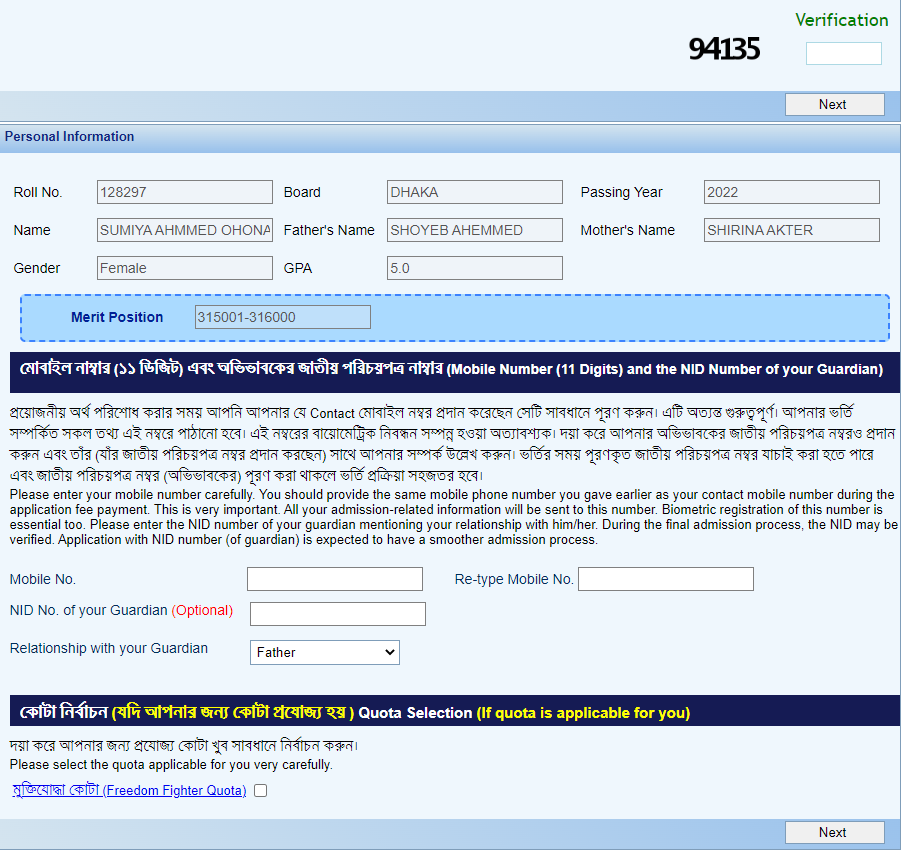 Verification
94135
Next
Personal Information
Roll No. 128297 Board DHAKA Passing Year 2022
Name SUMIYA AHMMED OHONA Father's Name SHOYEB AHEMMED Mother's Name SHIRINA AKTER
Gender Female GPA 5.0
Merit Position 315001-316000
মোবাইল নাম্বার (১১ ডিজিট) এবং অভিভাবকের জাতীয় পরিচয়পত্র নাম্বার (Mobile Number (11 Digits) and the NID Number of your Guardian)
প্রয়োজনীয় অর্থ পরিশোধ করার সময় আপনি আপনার যে Contact মোবাইল নম্বর প্রদান করেছেন সেটি সাবধানে পূরণ করুন। এটি অত্যন্ত গুরুত্বপূর্ণ। আপনার ভর্তি
সম্পর্কিত সকল তথ্য এই নম্বরে পাঠানো হবে। এই নম্বরের বায়োমেট্রিক নিবন্ধন সম্পন্ন হওয়া অত্যাবশ্যক। দয়া করে আপনার অভিভাবকের জাতীয় পরিচয়পত্র নম্বরও প্রদান
করুন এবং তাঁর (যাঁর জাতীয় পরিচয়পত্র নম্বর প্রদান করছেন) সাথে আপনার সম্পর্ক উল্লেখ করুন। ভর্তির সময় পূরণকৃত জাতীয় পরিচয়পত্র নম্বর যাচাই করা হতে পারে
এবং জাতীয় পরিচয়পত্র নম্বর (অভিভাবকের) পূরণ করা থাকলে ভর্তি প্রক্রিয়া সহজতর হবে।
Please enter your mobile number carefully. You should provide the same mobile phone number you gave earlier as your contact mobile number during the
application fee payment. This is very important. All your admission-related information will be sent to this number. Biometric registration of this number is
essential too. Please enter the NID number of your guardian mentioning your relationship with him/her. During the final admission process, the NID may be
verified. Application with NID number (of guardian) is expected to have a smoother admission process.
Mobile No. Re-type Mobile No.
NID No. of your Guardian (Optional)
Relationship with your Guardian Father
কোটা নির্বাচন (যদি আপনার জন্য কোটা প্রযোজ্য হয় ) Quota Selection (If quota is applicable for you)
দয়া করে আপনার জন্য প্রযোজ্য কোটা খুব সাবধানে নির্বাচন করুন।
Please select the quota applicable for you very carefully.
মুক্তিযোদ্ধা কোটা (Freedom Fighter Quota)
Next